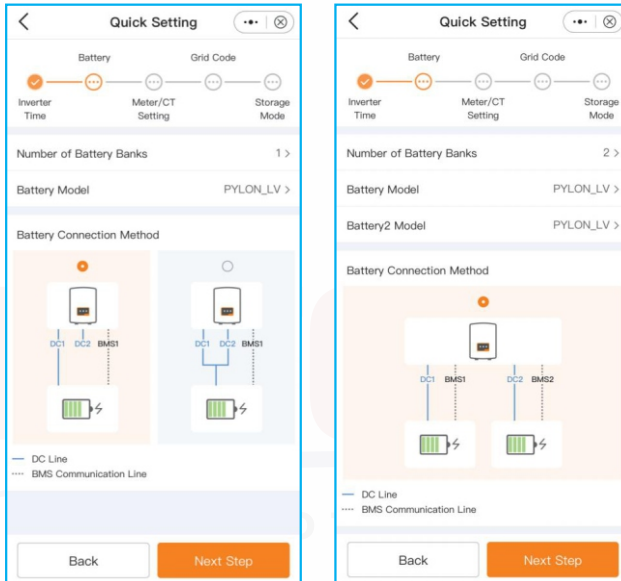 Quick Setting
Battery
Grid Code
Inverter Time
Meter/CT Setting
Storage Mode
Number of Battery Banks 1 >
Battery Model PYLON_LV >
Battery Connection Method
DC1 DC2 BMS1
DC1 DC2 BMS1
DC Line
BMS Communication Line
Back
Next Step
Quick Setting
Battery
Grid Code
Inverter Time
Meter/CT Setting
Storage Mode
Number of Battery Banks 2 >
Battery Model PYLON_LV >
Battery2 Model PYLON_LV >
Battery Connection Method
DC1 BMS1
DC2 BMS2
DC Line
BMS Communication Line
Back
Next Step